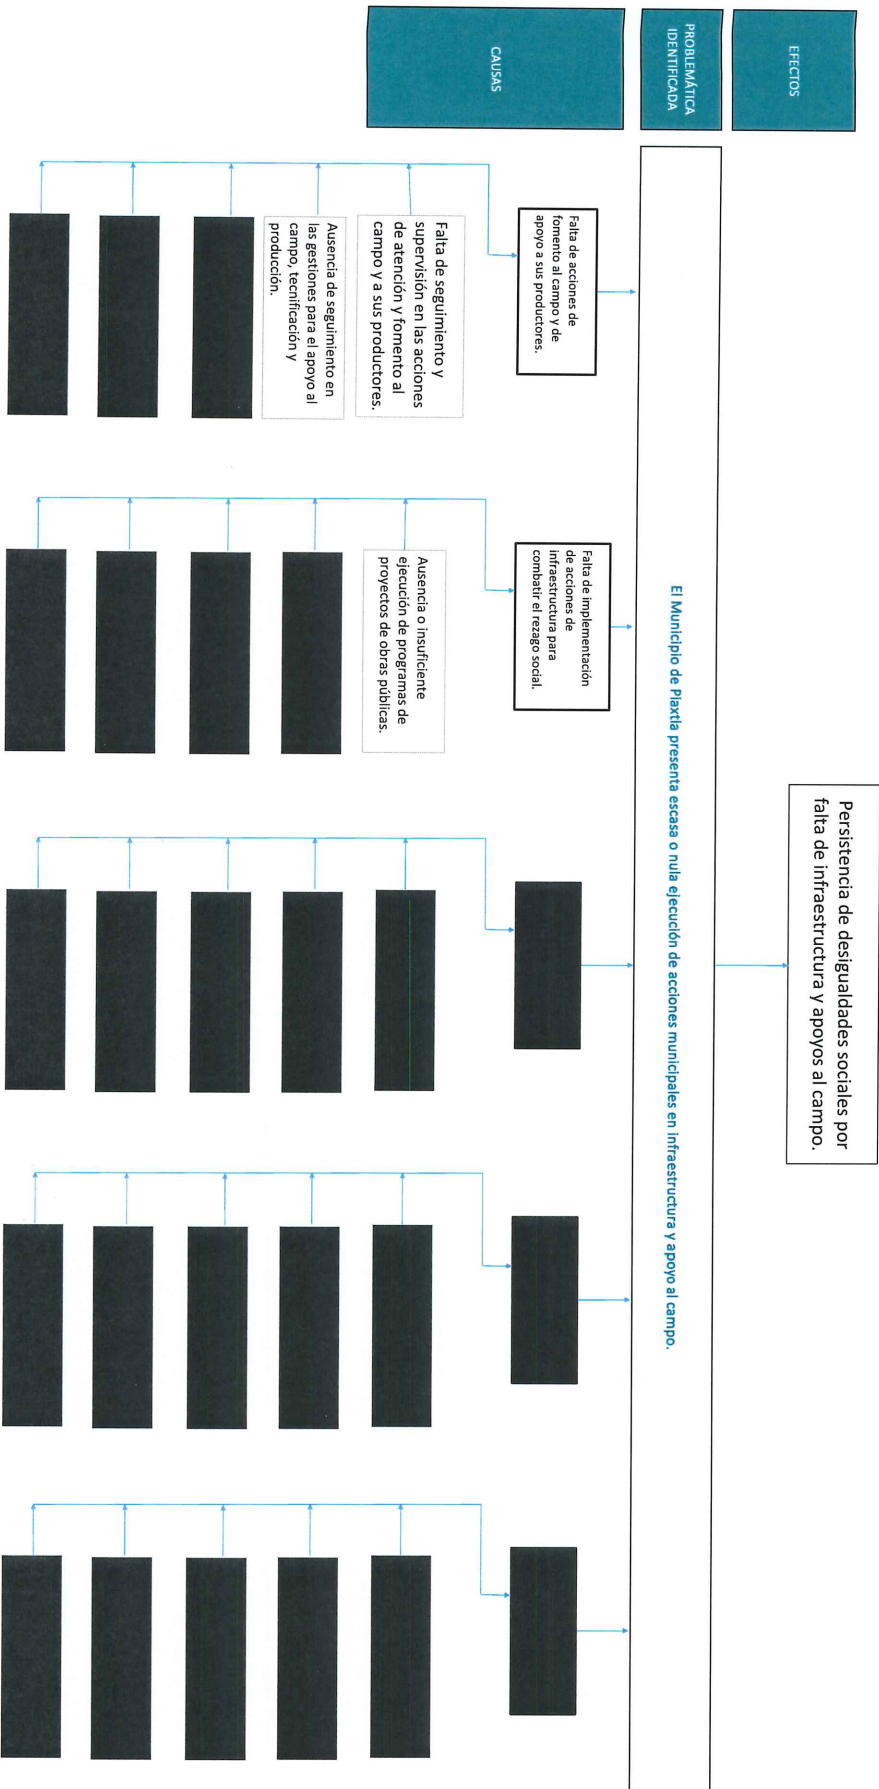 EFECTOS
Persistencia de desigualdades sociales por
falta de infraestructura y apoyos al campo.
PROBLEMÁTICA
IDENTIFICADA
El Municipio de Piaxtla presenta escasa o nula ejecución de acciones municipales en infraestructura y apoyo al campo.
CAUSAS
Falta de acciones de
fomento al campo y de
apoyo a sus productores.
Falta de seguimiento y
supervisión en las acciones
de atención y fomento al
campo y a sus productores.
Ausencia de seguimiento en
las gestiones para el apoyo al
campo, tecnificación y
producción.
Falta de implementación
de acciones de
infraestructura para
combatir el rezago social.
Ausencia o insuficiente
ejecución de programas de
proyectos de obras públicas.